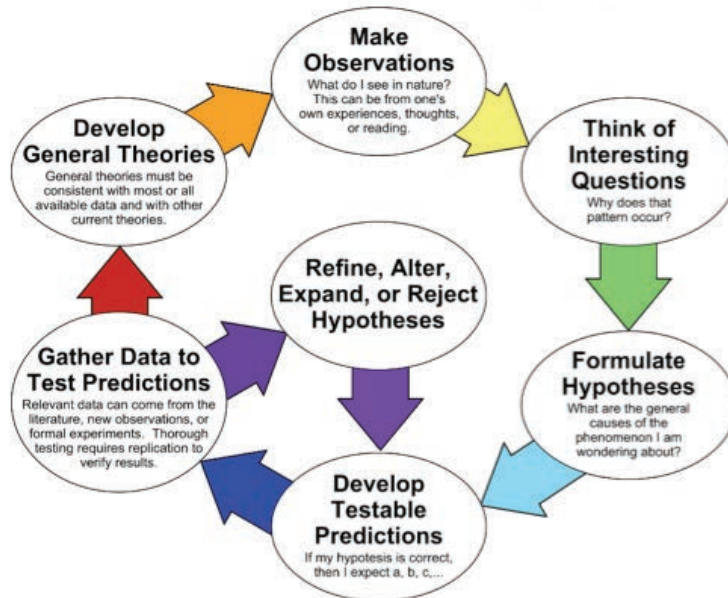 Make
Observations
What do I see in nature?
This can be from one's
own experiences, thoughts,
or reading.
Think of
Interesting
Questions
Why does that
pattern occur?
Formulate
Hypotheses
What are the general
causes of the
phenomenon I am
wondering about?
Develop
Testable
Predictions
If my hypotesis is correct,
then I expect a, b, c,...
Gather Data to
Test Predictions
Relevant data can come from the
literature, new observations, or
formal experiments. Thorough
testing requires replication to
verify results.
Refine, Alter,
Expand, or Reject
Hypotheses
Develop
General Theories
General theories must be
consistent with most or all
available data and with other
current theories.